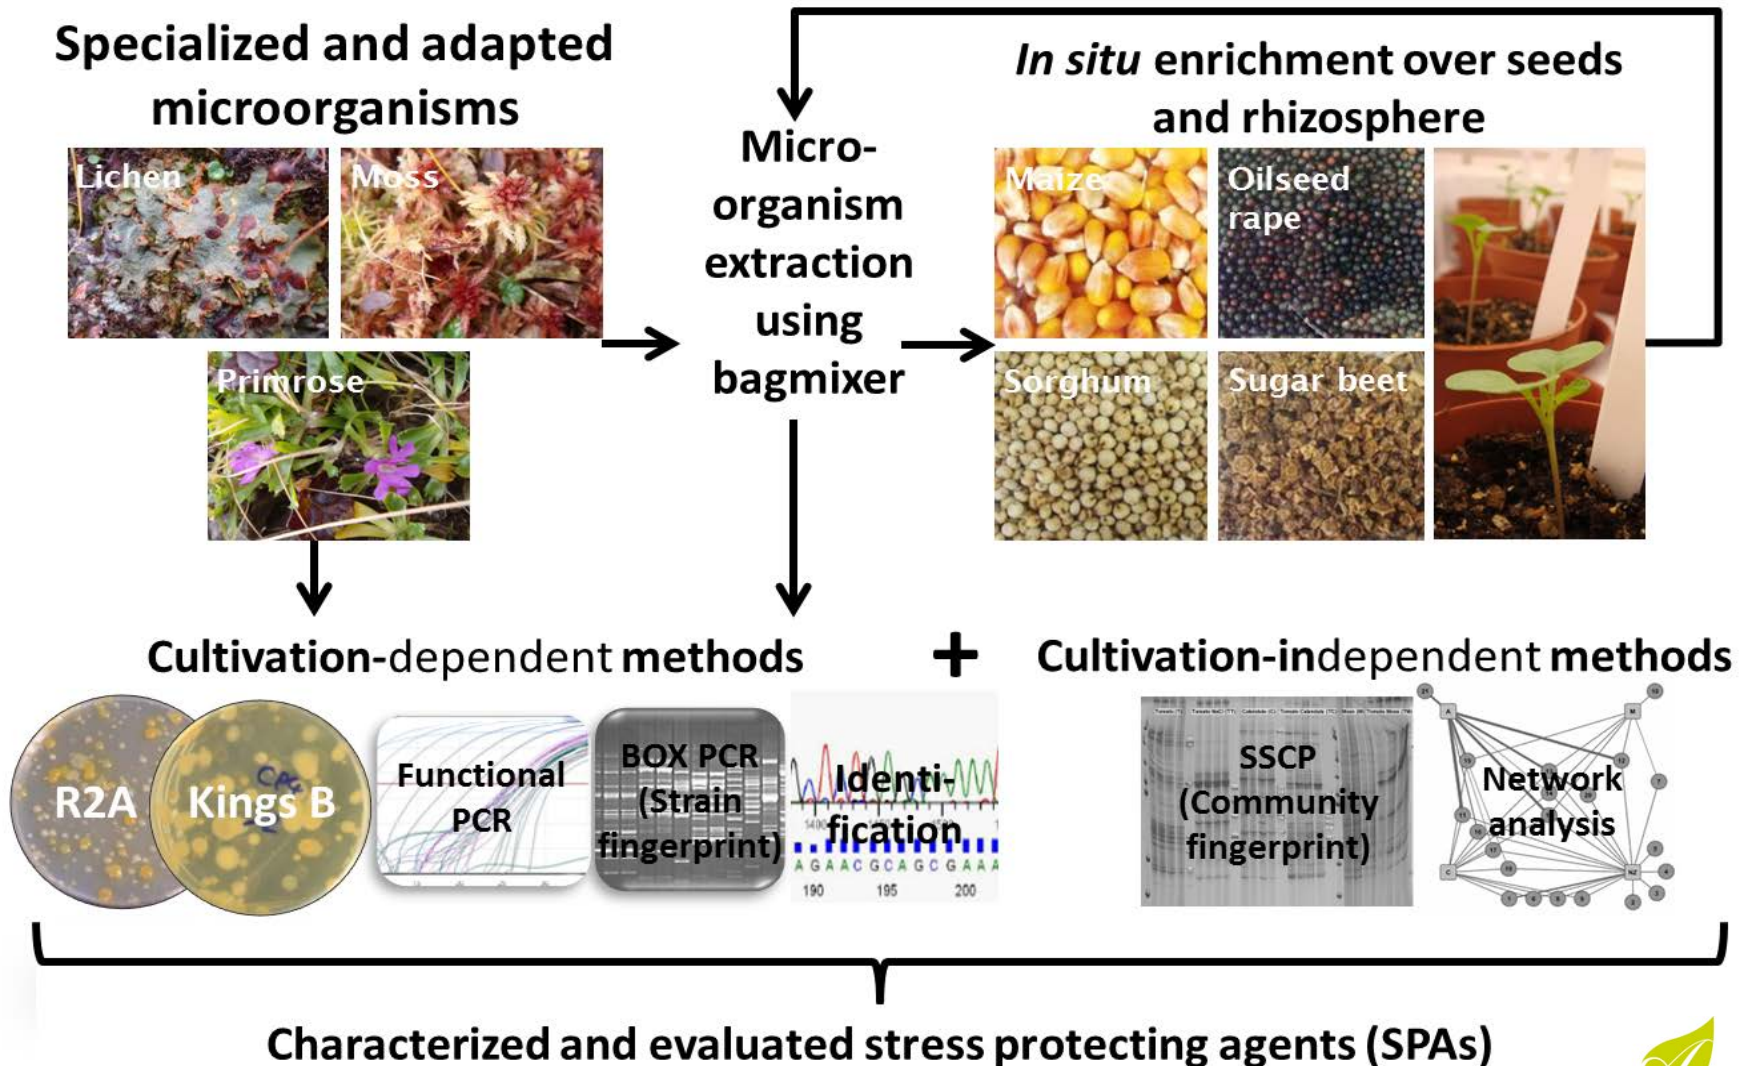 Specialized and adapted
microorganisms
Lichen
Moss
Primrose
Micro-
organism
extraction
using
bagmixer
In situ enrichment over seeds
and rhizosphere
Maize
Oilseed
rape
Sorghum
Sugar beet
Cultivation-dependent methods
+
Cultivation-independent methods
R2A
Kings B
Functional
PCR
BOX PCR
(Strain
fingerprint)
Identi-
fication
A G A A C G C A G C G A A A
190 195 200
SSCP
(Community
fingerprint)
Network
analysis
A
M
C
NZ
Characterized and evaluated stress protecting agents (SPAs)